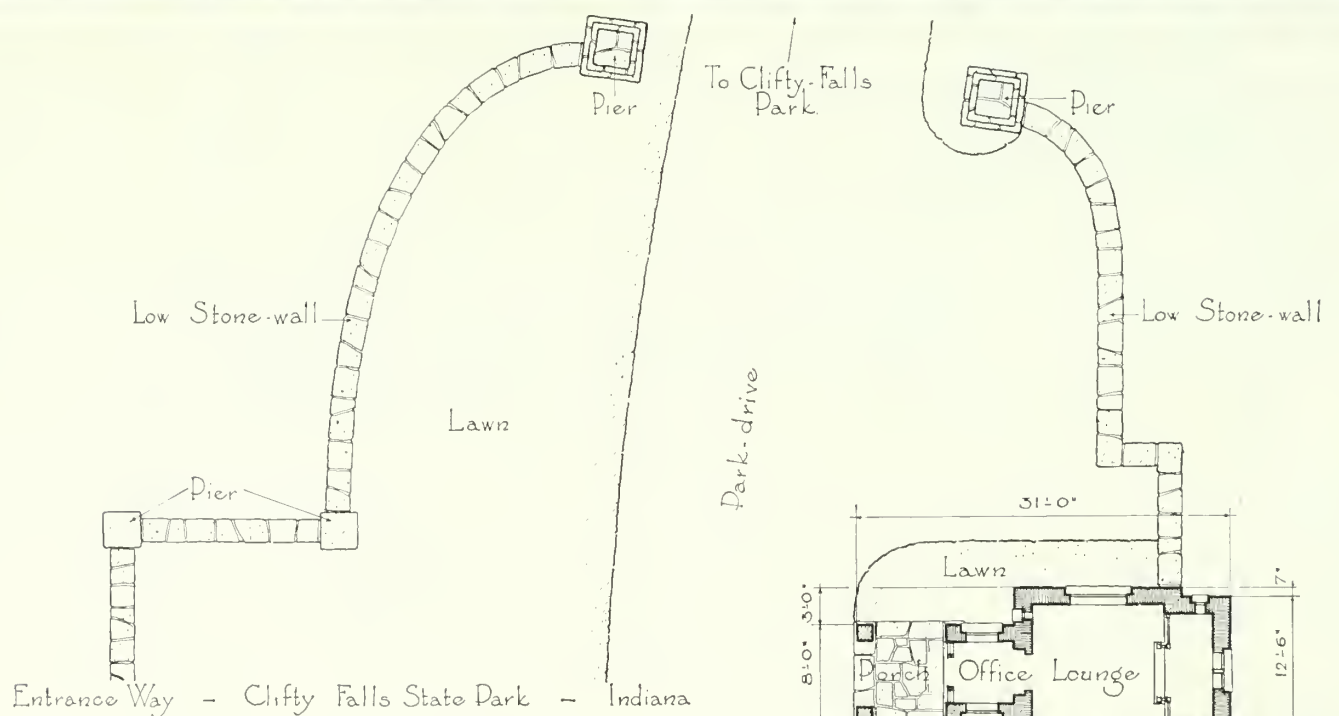 To Clifty-Falls
Park.
Pier
Pier
Low Stone-wall
Low Stone-wall
Park-drive
Lawn
Pier
31'-0"
Lawn
7"
3'-0"
8'-0"
12'-6"
Porch
Office
Lounge
Entrance Way - Clifty Falls State Park - Indiana